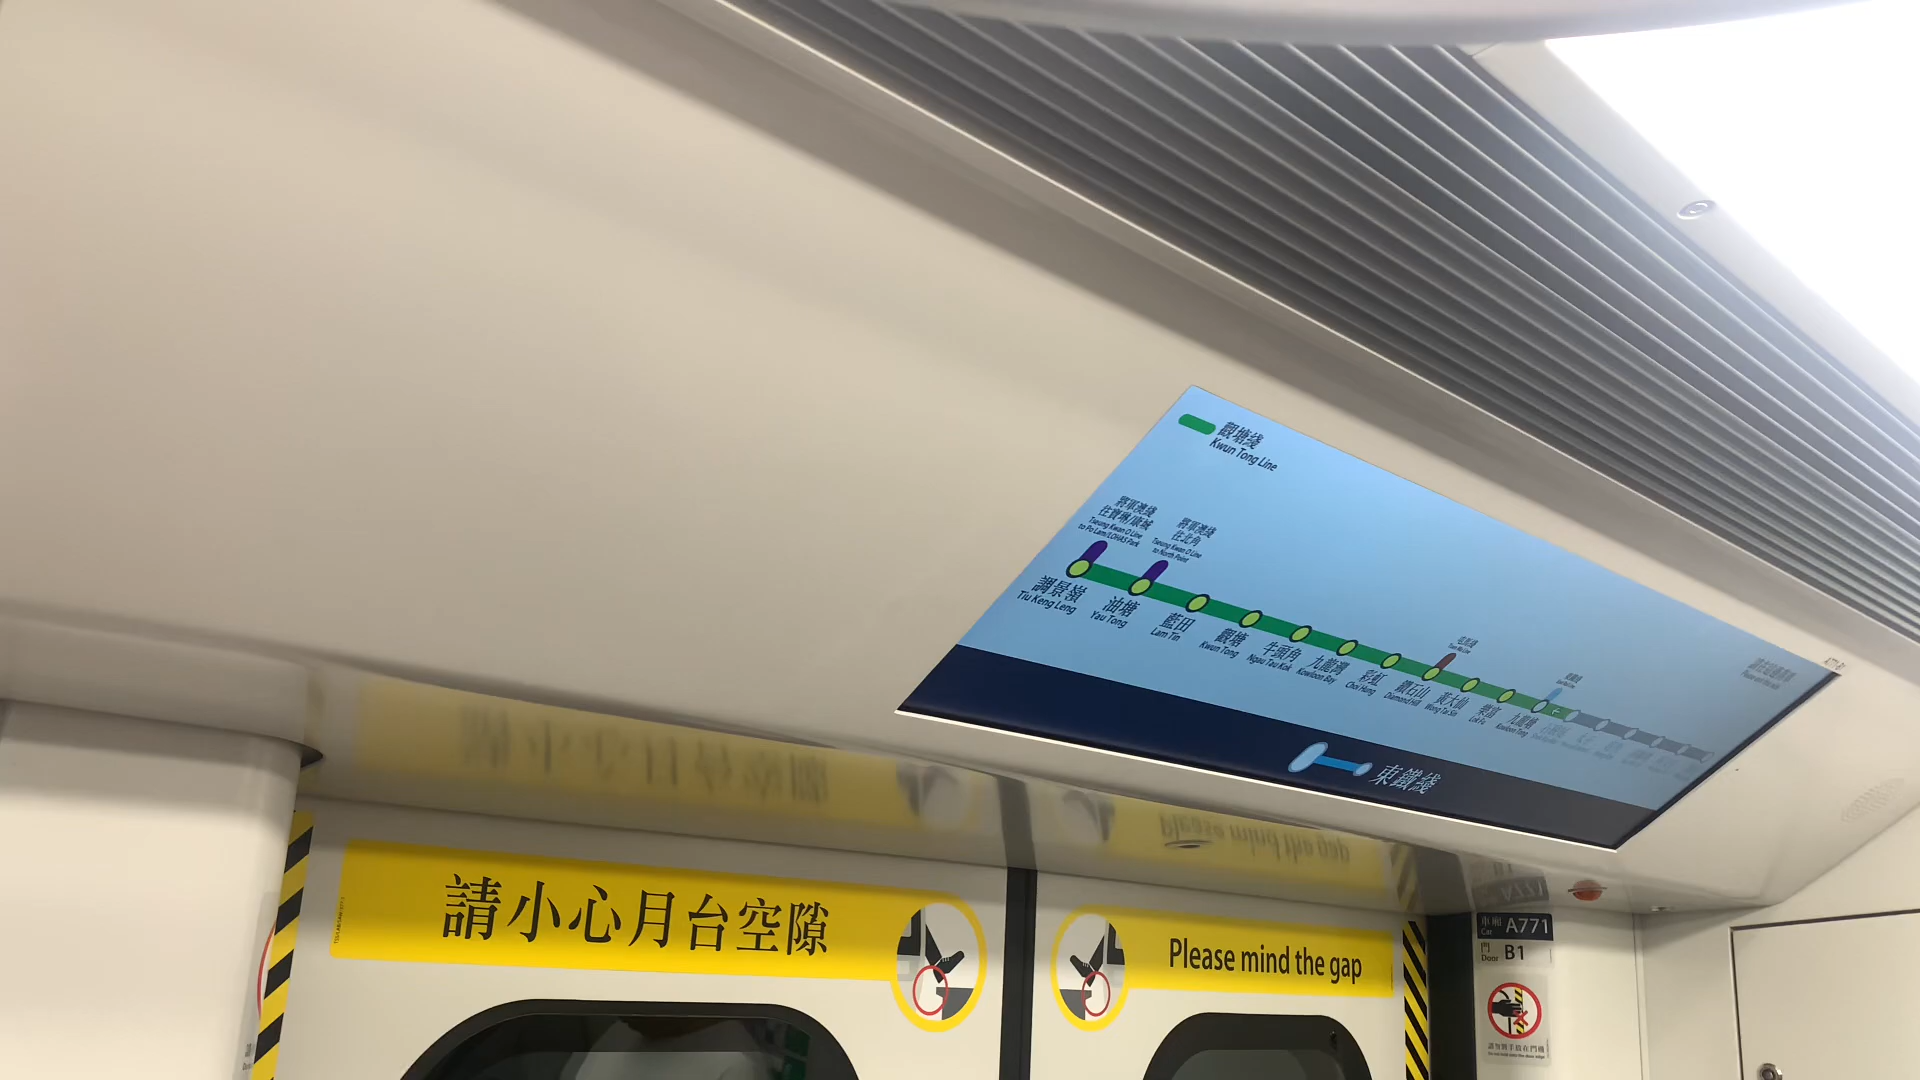 觀塘綫
Kwun Tong Line
將軍澳綫
往寶琳/康城
Tseung Kwan O Line
to Po Lam/LOHAS Park
將軍澳綫
往北角
Tseung Kwan O Line
to North Point
調景嶺
Tiu Keng Leng
油塘
Yau Tong
藍田
Lam Tin
觀塘
Kwun Tong
牛頭角
Ngau Tau Kok
九龍灣
Kowloon Bay
彩虹
Choi Hung
鑽石山
Diamond Hill
黃大仙
Wong Tai Sin
樂富
Lok Fu
九龍塘
Kowloon Tong
東鐵綫
請小心月台空隙
Please mind the gap
車廂
Car A771
門
Door B1